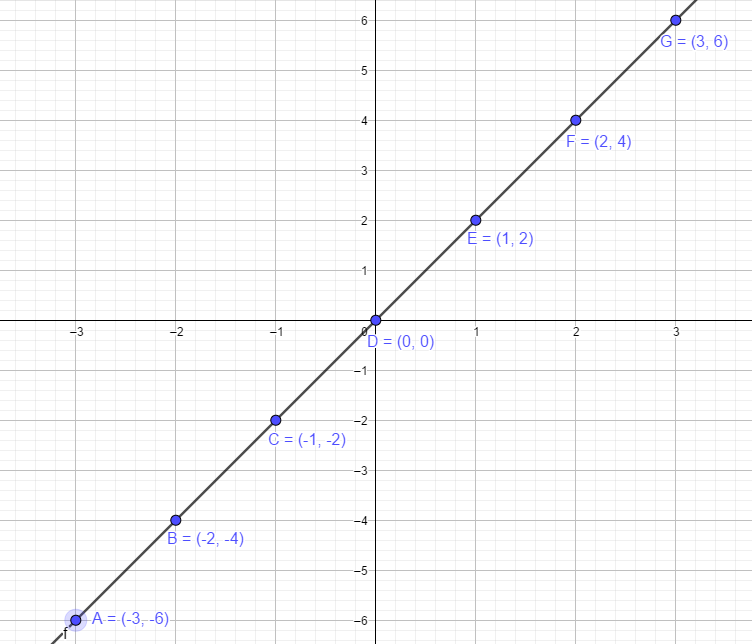 6
G = (3, 6)
5
4
F = (2, 4)
3
2
E = (1, 2)
1
–3 –2 –1 0 1 2 3
D = (0, 0)
–1
–2
C = (-1, -2)
–3
–4
B = (-2, -4)
–5
A = (-3, -6) –6
f